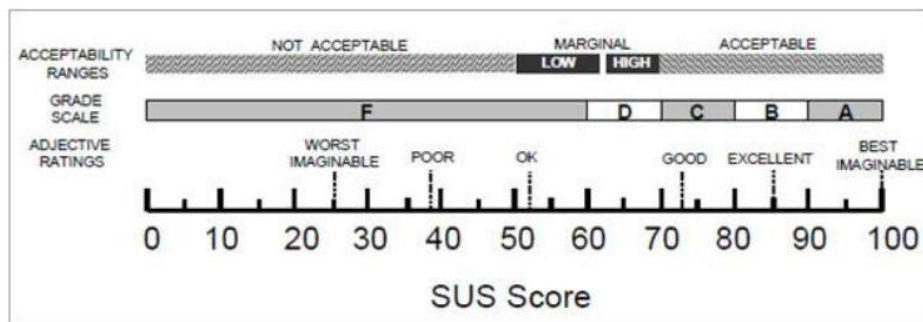 NOT ACCEPTABLE MARGINAL ACCEPTABLE
ACCEPTABILITY
RANGES
LOW HIGH
GRADE
SCALE
F D C B A
ADJECTIVE
RATINGS
WORST
IMAGINABLE
POOR
OK
GOOD
EXCELLENT
BEST
IMAGINABLE
0 10 20 30 40 50 60 70 80 90 100
SUS Score